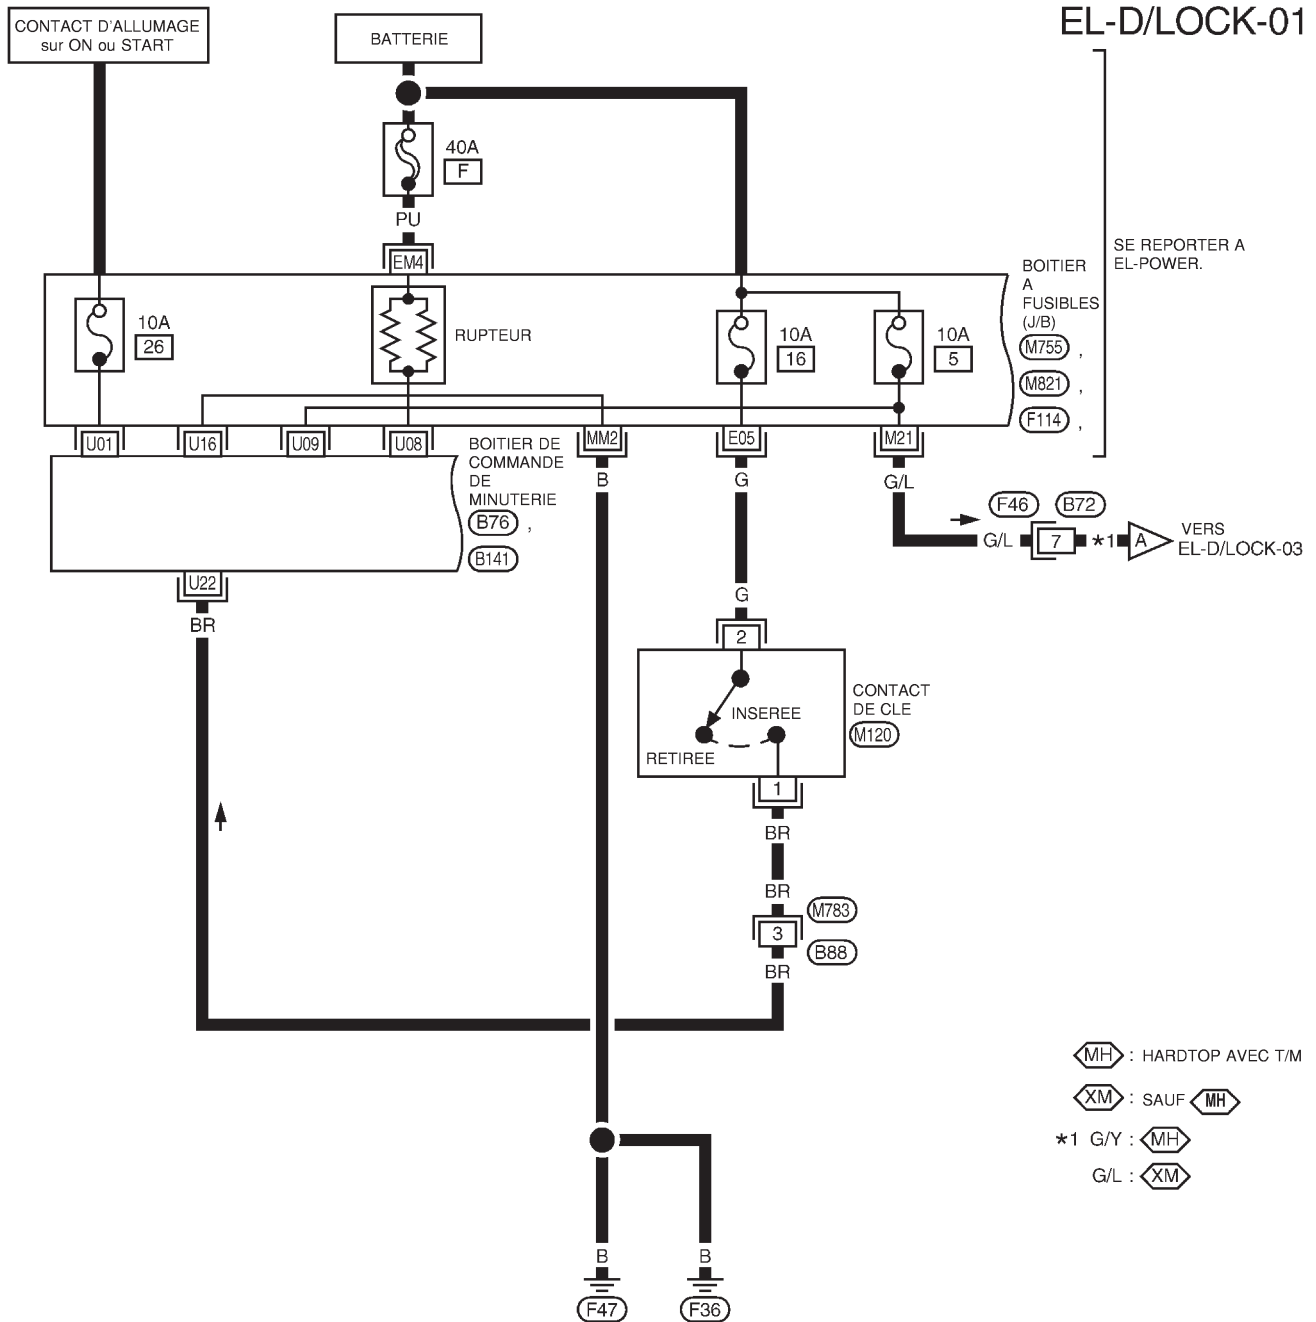 EL-D/LOCK-01
CONTACT D'ALLUMAGE
sur ON ou START
BATTERIE
40A
F
PU
EM4
SE REPORTER A
EL-POWER.
BOITIER
A
FUSIBLES
(J/B)
M755 ,
M821 ,
F114 ,
10A
26
RUPTEUR
10A
16
10A
5
U01
U16
U09
U08
MM2
E05
M21
BOITIER DE
COMMANDE
DE
MINUTERIE
B76 ,
B141
B
G
G/L
F46
B72
G/L
7
*1
A
VERS
EL-D/LOCK-03
U22
BR
G
2
INSEREE
RETIREE
CONTACT
DE CLE
M120
1
BR
BR
M783
3
B88
BR
MH : HARDTOP AVEC T/M
XM : SAUF MH
*1 G/Y : MH
G/L : XM
B
B
F47
F36